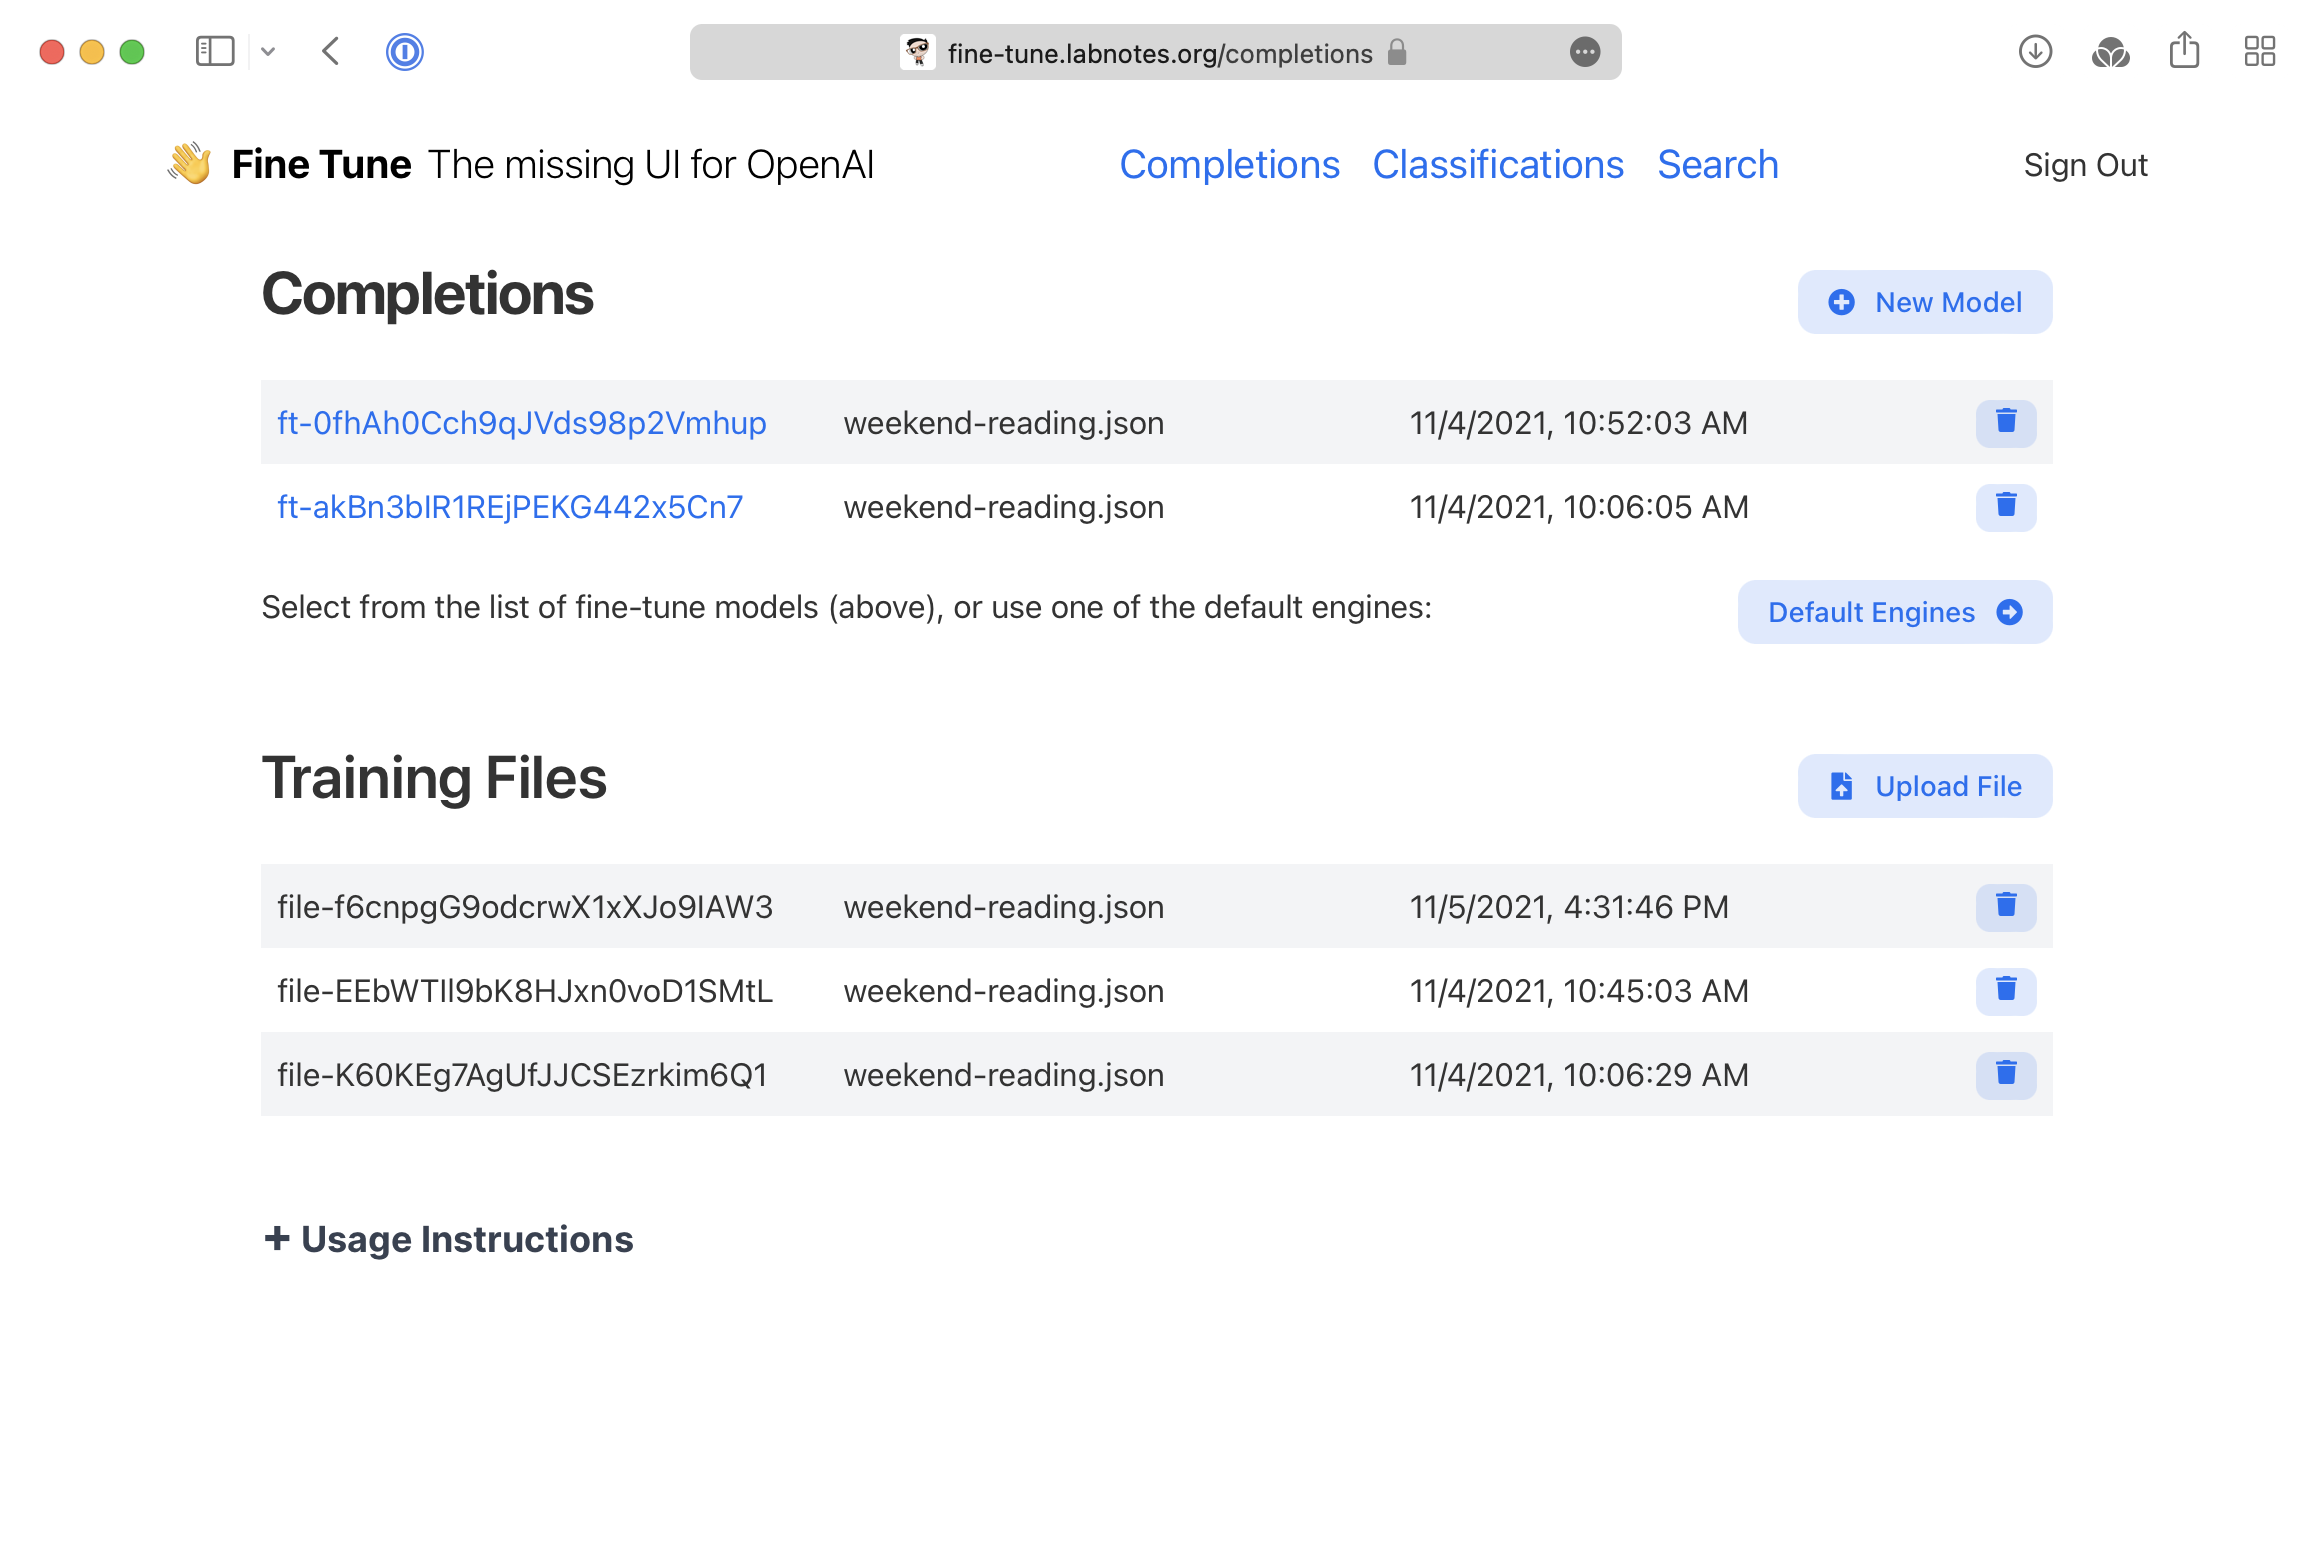 fine-tune.labnotes.org/completions
👋 Fine Tune The missing UI for OpenAI Completions Classifications Search Sign Out
Completions New Model
ft-0fhAh0Cch9qJVds98p2Vmhup weekend-reading.json 11/4/2021, 10:52:03 AM
ft-akBn3bIR1REjPEKG442x5Cn7 weekend-reading.json 11/4/2021, 10:06:05 AM
Select from the list of fine-tune models (above), or use one of the default engines: Default Engines
Training Files Upload File
file-f6cnpgG9odcrwX1xXJo9IAW3 weekend-reading.json 11/5/2021, 4:31:46 PM
file-EEbWTIl9bK8HJxn0voD1SMtL weekend-reading.json 11/4/2021, 10:45:03 AM
file-K60KEg7AgUfJJCSEzrkim6Q1 weekend-reading.json 11/4/2021, 10:06:29 AM
+ Usage Instructions